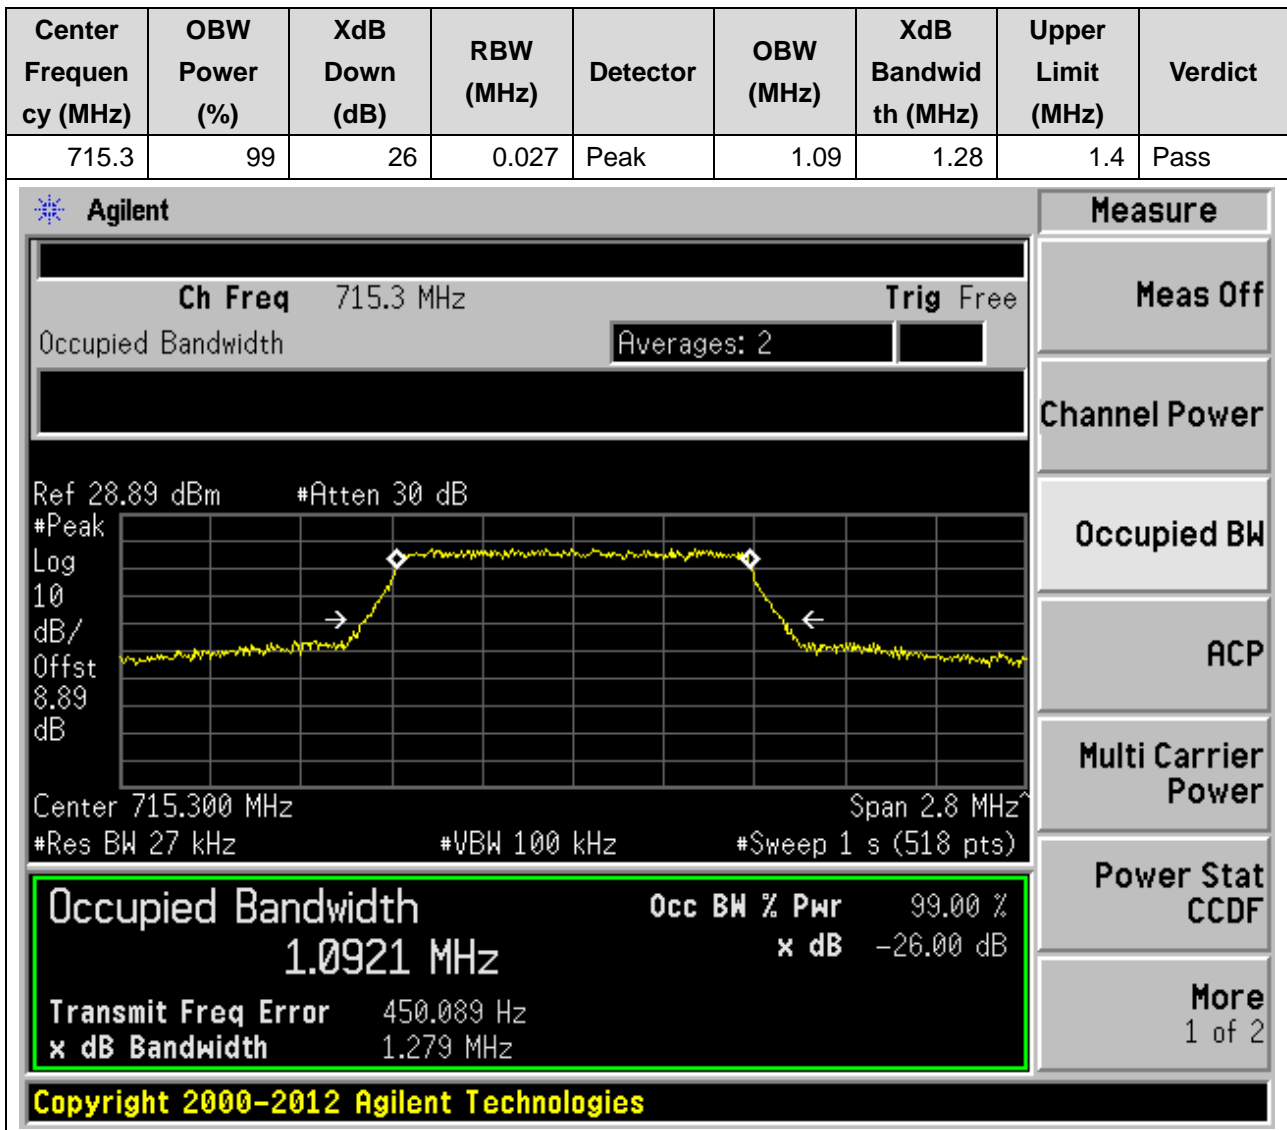 Center Frequen cy (MHz) OBW Power (%) XdB Down (dB) RBW (MHz) Detector OBW (MHz) XdB Bandwid th (MHz) Upper Limit (MHz) Verdict
715.3 99 26 0.027 Peak 1.09 1.28 1.4 Pass
Agilent
Ch Freq 715.3 MHz Trig Free
Occupied Bandwidth Averages: 2
Ref 28.89 dBm #Atten 30 dB
#Peak
Log
10
dB/
Offst
8.89
dB
Center 715.300 MHz Span 2.8 MHz^
#Res BW 27 kHz #VBW 100 kHz #Sweep 1 s (518 pts)
Occupied Bandwidth Occ BW % Pwr 99.00 %
1.0921 MHz x dB -26.00 dB
Transmit Freq Error 450.089 Hz
x dB Bandwidth 1.279 MHz
Copyright 2000-2012 Agilent Technologies
Measure
Meas Off
Channel Power
Occupied BW
ACP
Multi Carrier
Power
Power Stat
CCDF
More
1 of 2